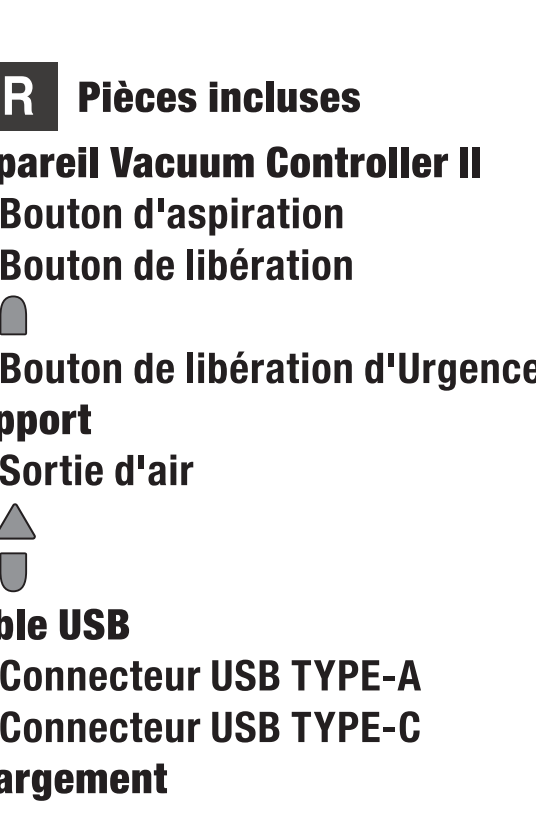 R Pièces incluses
pareil Vacuum Controller II
Bouton d'aspiration
Bouton de libération
Bouton de libération d'Urgence
pport
Sortie d'air
ble USB
Connecteur USB TYPE-A
Connecteur USB TYPE-C
argement